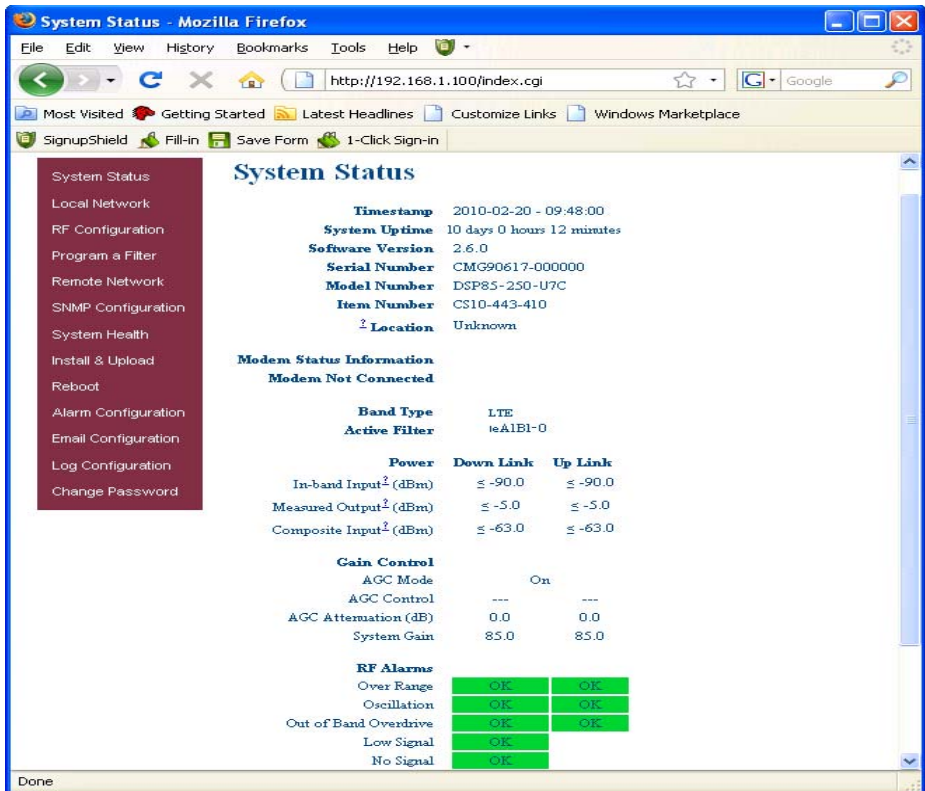 System Status - Mozilla Firefox
File Edit View History Bookmarks Tools Help
http://192.168.1.100/index.cgi
G Google
Most Visited Getting Started Latest Headlines Customize Links Windows Marketplace
SignupShield Fill-in Save Form 1-Click Sign-in
System Status
Local Network
RF Configuration
Program a Filter
Remote Network
SNMP Configuration
System Health
Install & Upload
Reboot
Alarm Configuration
Email Configuration
Log Configuration
Change Password
System Status
Timestamp 2010-02-20 - 09:48:00
System Uptime 10 days 0 hours 12 minutes
Software Version 2.6.0
Serial Number CMG90617-000000
Model Number DSP85-250-U7C
Item Number CS10-443-410
? Location Unknown
Modem Status Information
Modem Not Connected
Band Type LTE
Active Filter leA1B1-0
Power Down Link Up Link
In-band Input ? (dBm) ≤ -90.0 ≤ -90.0
Measured Output ? (dBm) ≤ -5.0 ≤ -5.0
Composite Input ? (dBm) ≤ -63.0 ≤ -63.0
Gain Control
AGC Mode On
AGC Control --- ---
AGC Attenuation (dB) 0.0 0.0
System Gain 85.0 85.0
RF Alarms
Over Range OK OK
Oscillation OK OK
Out of Band Overdrive OK OK
Low Signal OK
No Signal OK
Done